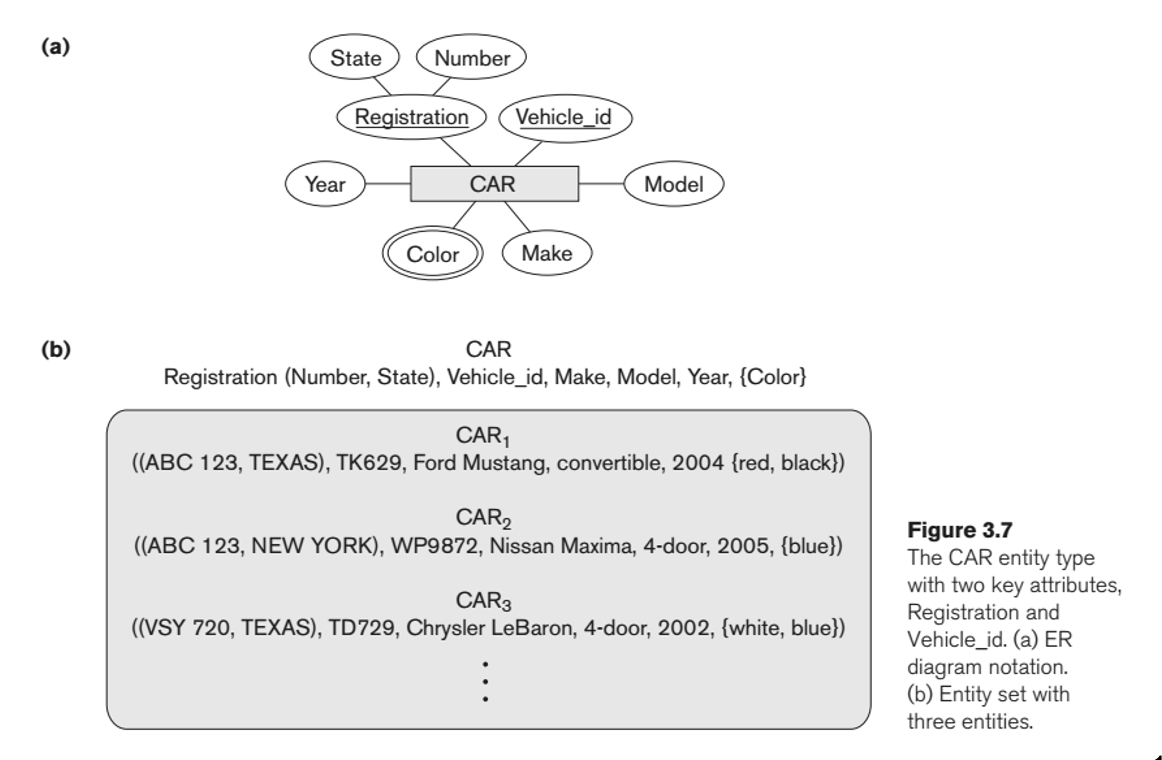 (a)
State
Number
Registration
Vehicle_id
Year
CAR
Model
Color
Make
(b)
CAR
Registration (Number, State), Vehicle_id, Make, Model, Year, {Color}
CAR1
((ABC 123, TEXAS), TK629, Ford Mustang, convertible, 2004 {red, black})
CAR2
((ABC 123, NEW YORK), WP9872, Nissan Maxima, 4-door, 2005, {blue})
CAR3
((VSY 720, TEXAS), TD729, Chrysler LeBaron, 4-door, 2002, {white, blue})
Figure 3.7
The CAR entity type
with two key attributes,
Registration and
Vehicle_id. (a) ER
diagram notation.
(b) Entity set with
three entities.